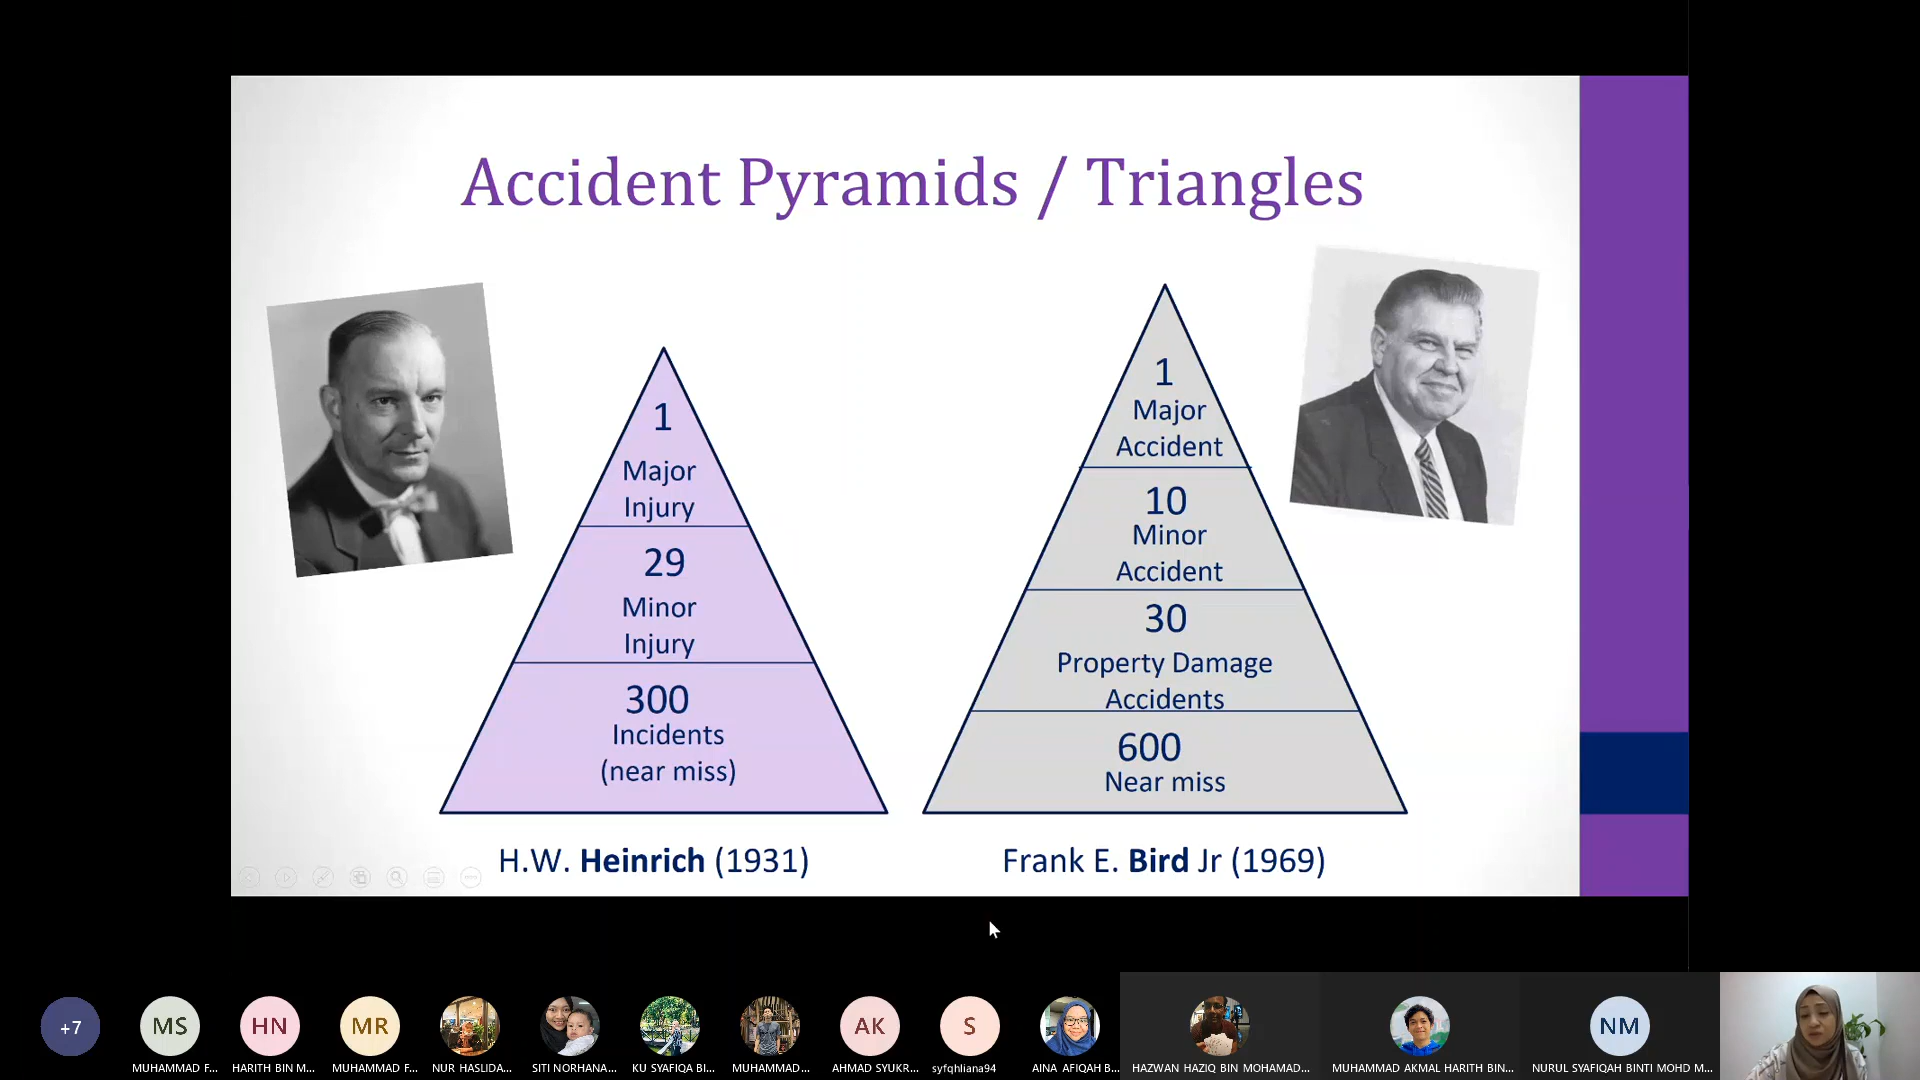 Accident Pyramids / Triangles
1
Major
Injury
29
Minor
Injury
300
Incidents
(near miss)
H.W. Heinrich (1931)
1
Major
Accident
10
Minor
Accident
30
Property Damage
Accidents
600
Near miss
Frank E. Bird Jr (1969)
+7
MS
MUHAMMAD F...
HN
HARITH BIN M...
MR
MUHAMMAD F...
NUR HASLIDA...
SITI NORHANA...
KU SYAFIQA BI...
MUHAMMAD...
AK
AHMAD SYUKR...
S
syfqhliana94
AINA AFIQAH B...
HAZWAN HAZIQ BIN MOHAMAD...
MUHAMMAD AKMAL HARITH BIN...
NM
NURUL SYAFIQAH BINTI MOHD M...